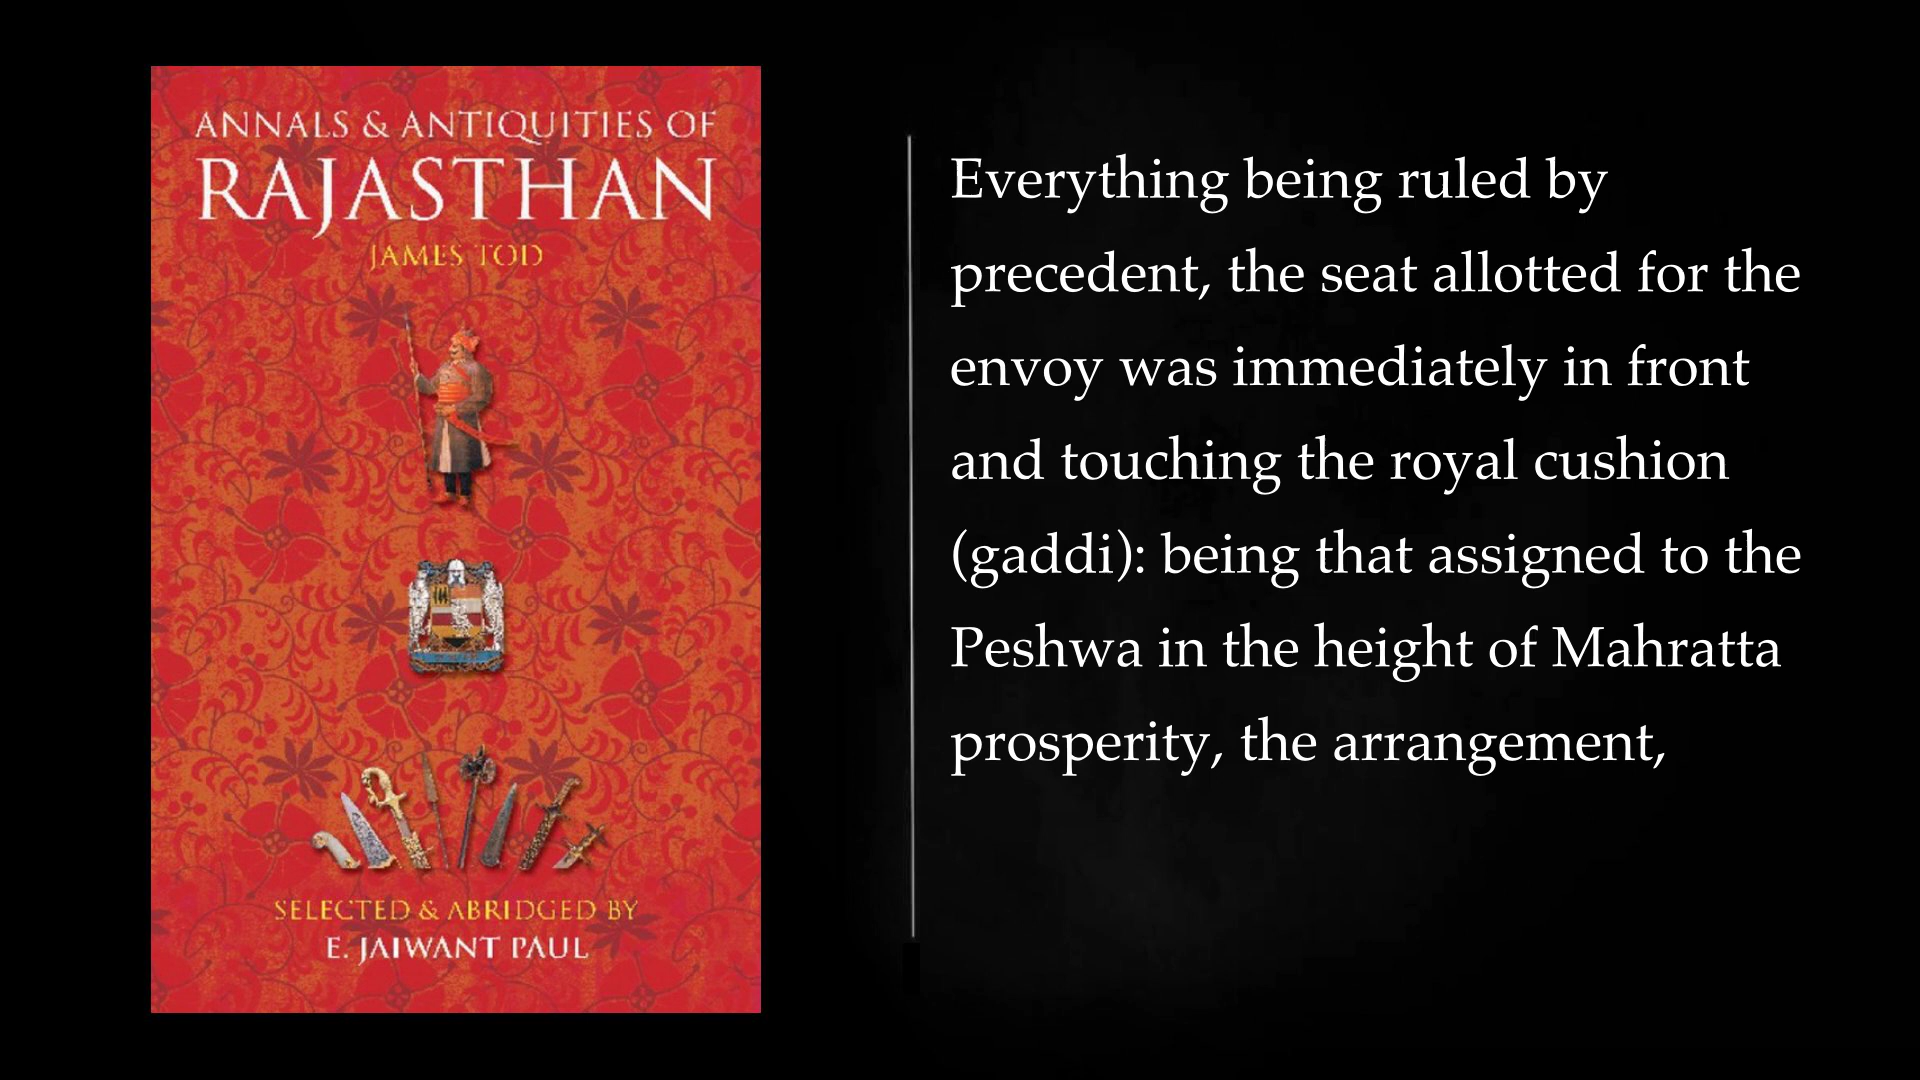 ANNALS & ANTIQUITIES OF
RAJASTHAN
JAMES TOD
SELECTED & ABRIDGED BY
E. JAIWANT PAUL
Everything being ruled by
precedent, the seat allotted for the
envoy was immediately in front
and touching the royal cushion
(gaddi): being that assigned to the
Peshwa in the height of Mahratta
prosperity, the arrangement,